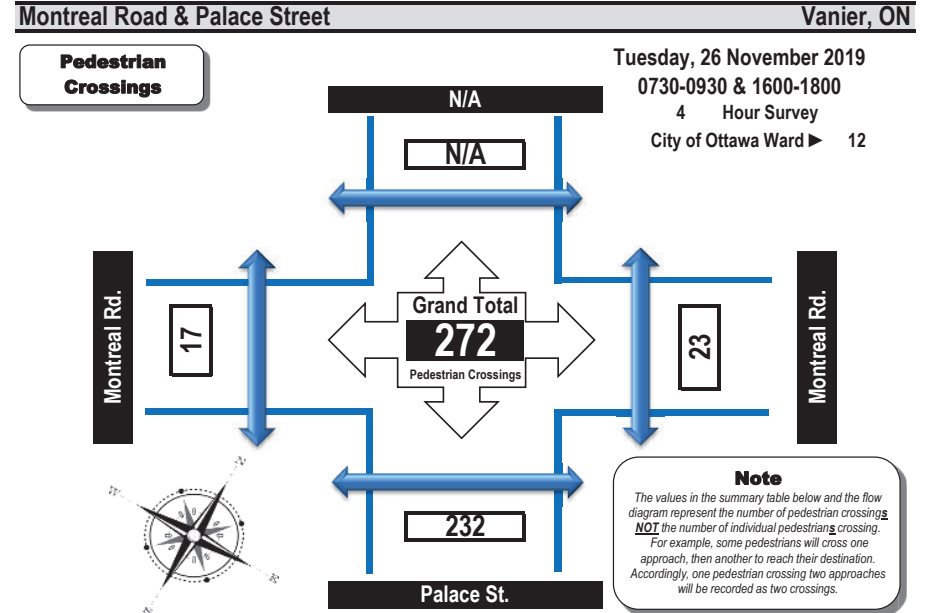 Montreal Road & Palace Street
Vanier, ON
Pedestrian
Crossings
Tuesday, 26 November 2019
0730-0930 & 1600-1800
4 Hour Survey
City of Ottawa Ward ► 12
N/A
N/A
Montreal Rd.
17
Grand Total
272
Pedestrian Crossings
23
Montreal Rd.
232
Palace St.
Note
The values in the summary table below and the flow
diagram represent the number of pedestrian crossings
NOT the number of individual pedestrians crossing.
For example, some pedestrians will cross one
approach, then another to reach their destination.
Accordingly, one pedestrian crossing two approaches
will be recorded as two crossings.